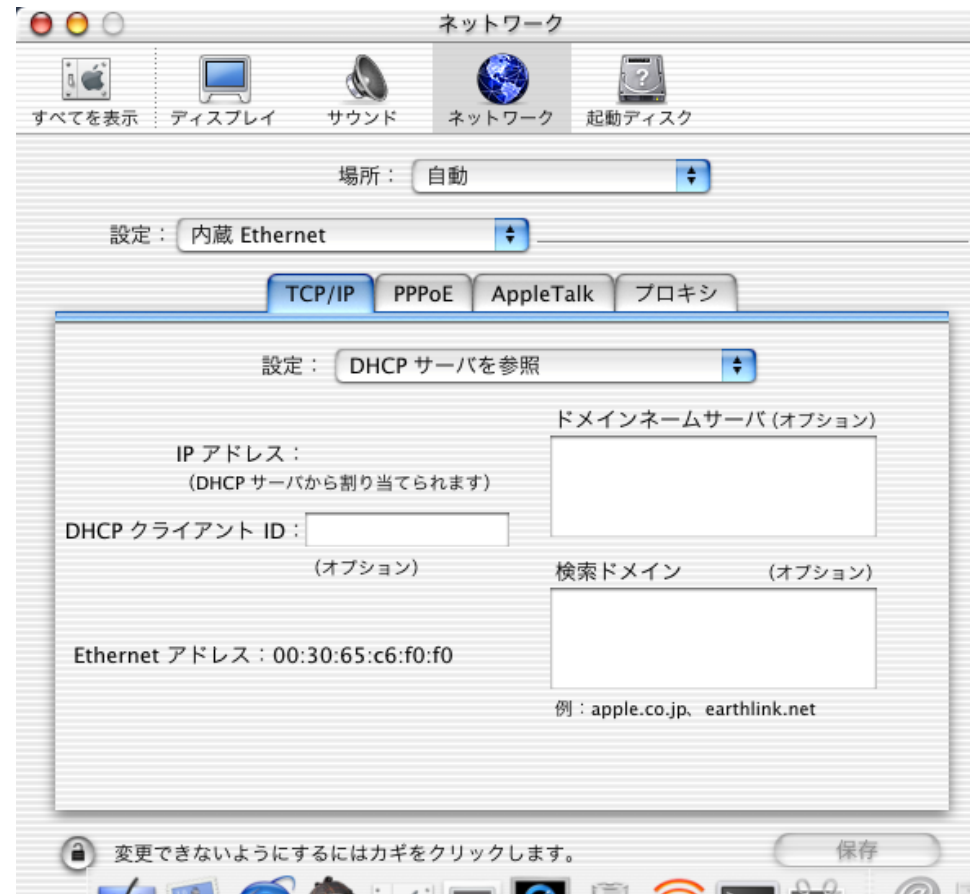 ネットワーク
すべてを表示 ディスプレイ サウンド ネットワーク 起動ディスク
場所： 自動
設定： 内蔵 Ethernet
TCP/IP PPPoE AppleTalk プロキシ
設定： DHCP サーバを参照
ドメインネームサーバ (オプション)
IP アドレス：
（DHCP サーバから割り当てられます）
DHCP クライアント ID：
(オプション)
検索ドメイン (オプション)
Ethernet アドレス：00:30:65:c6:f0:f0
例：apple.co.jp、earthlink.net
変更できないようにするにはカギをクリックします。
保存